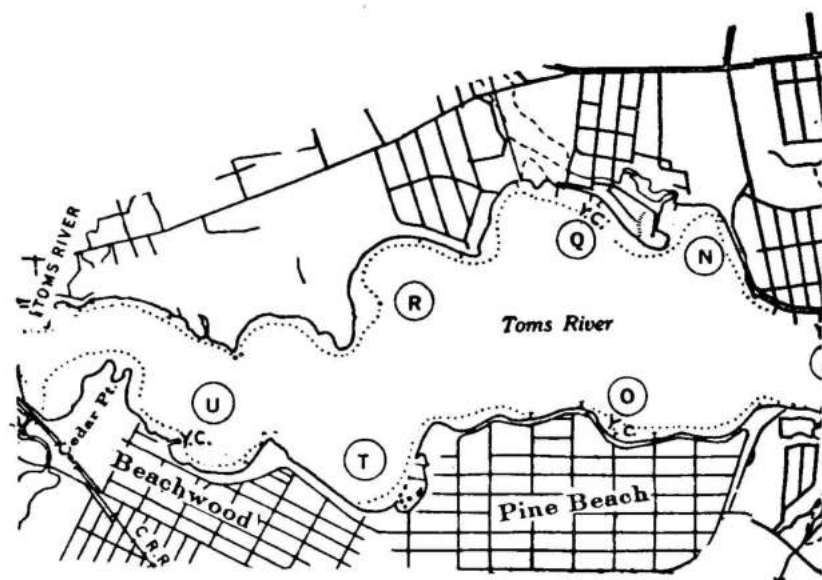 TOMS RIVER
Y.C.
Q
N
R
Toms River
U
O
Y.C.
Y.C.
Cedar Pt.
T
Beachwood
Pine Beach
C.R.R.